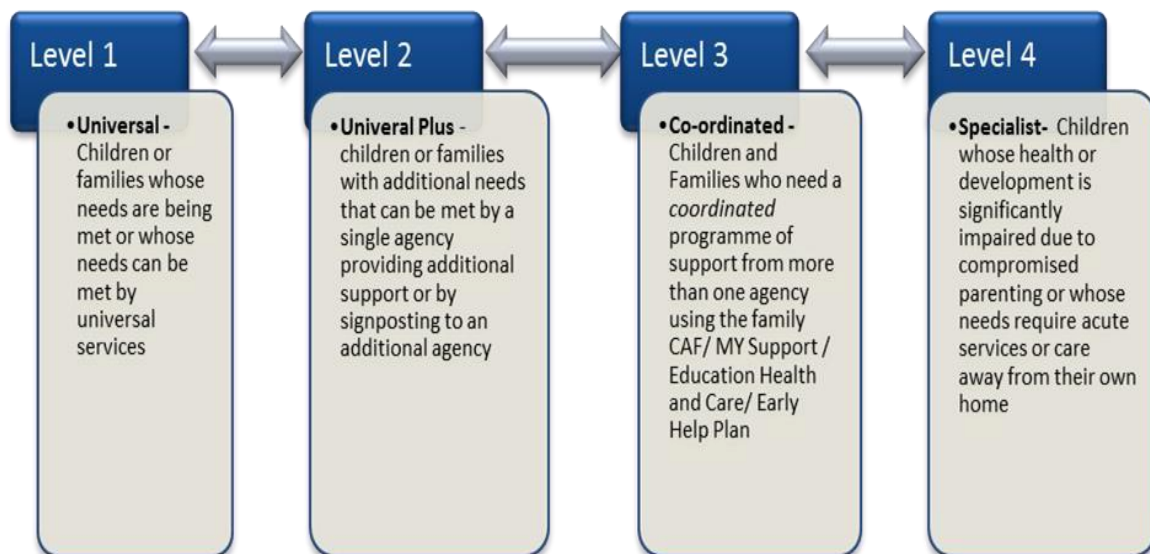 Level 1
•Universal -
Children or
families whose
needs are being
met or whose
needs can be
met by
universal
services
Level 2
•Univeral Plus -
children or families
with additional needs
that can be met by a
single agency
providing additional
support or by
signposting to an
additional agency
Level 3
•Co-ordinated -
Children and
Families who need a
coordinated
programme of
support from more
than one agency
using the family
CAF/ MY Support /
Education Health
and Care/ Early
Help Plan
Level 4
•Specialist- Children
whose health or
development is
significantly
impaired due to
compromised
parenting or whose
needs require acute
services or care
away from their own
home